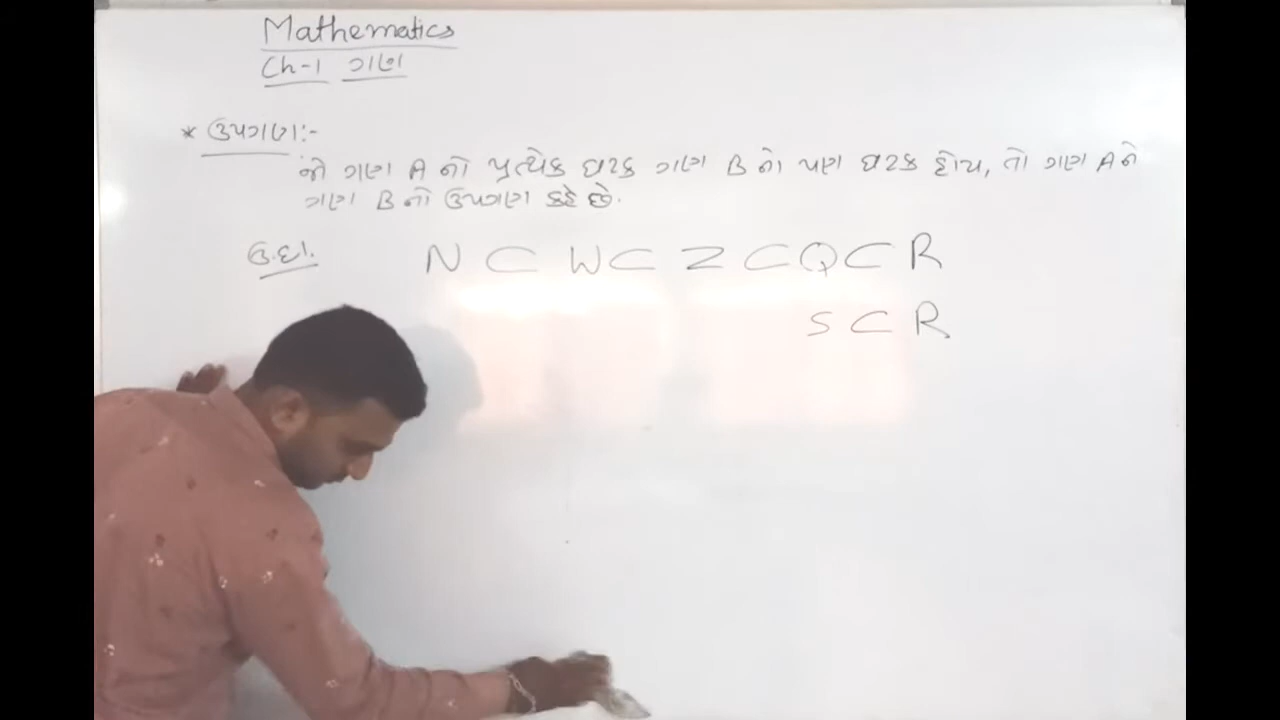 Mathematics
Ch-1 ગણ
* ઉપગણ:-
જો ગણ A નો પ્રત્યેક ઘટક ગણ B નો પણ ઘટક હોય, તો ગણ A ને
ગણ B નો ઉપગણ કહે છે.
ઉ.દા. N ⊂ W ⊂ Z ⊂ Q ⊂ R
S ⊂ R